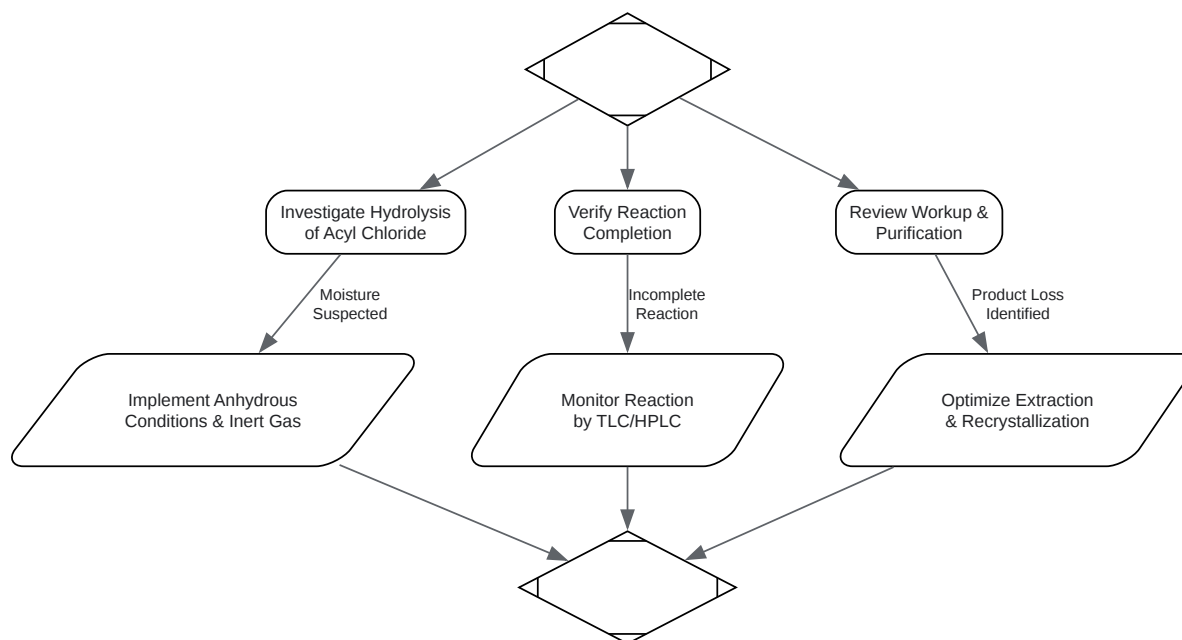 Investigate Hydrolysis
of Acyl Chloride
Verify Reaction
Completion
Review Workup &
Purification
Moisture
Suspected
Incomplete
Reaction
Product Loss
Identified
Implement Anhydrous
Conditions & Inert Gas
Monitor Reaction
by TLC/HPLC
Optimize Extraction
& Recrystallization